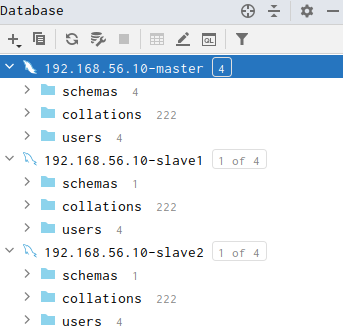 Database
QL
192.168.56.10-master 4
schemas 4
collations 222
users 4
192.168.56.10-slave1 1 of 4
schemas 1
collations 222
users 4
192.168.56.10-slave2 1 of 4
schemas 1
collations 222
users 4